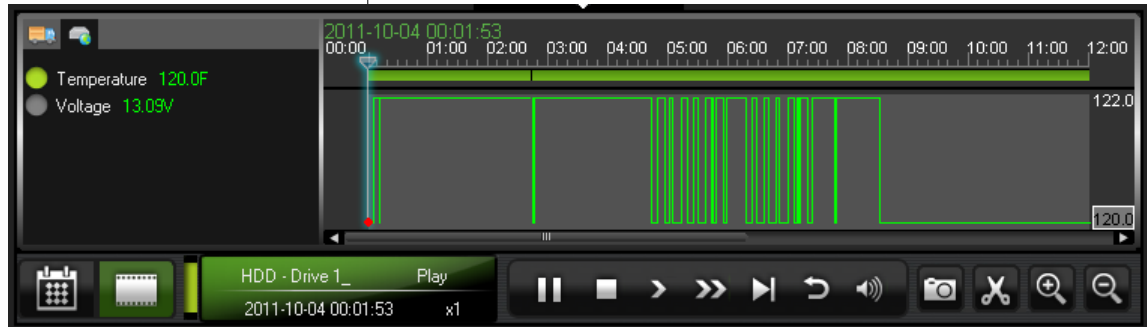 2011-10-04 00:01:53
00:00 01:00 02:00 03:00 04:00 05:00 06:00 07:00 08:00 09:00 10:00 11:00 12:00
Temperature 120.0F
Voltage 13.09V
122.0
120.0
HDD - Drive 1_ Play
2011-10-04 00:01:53 x1